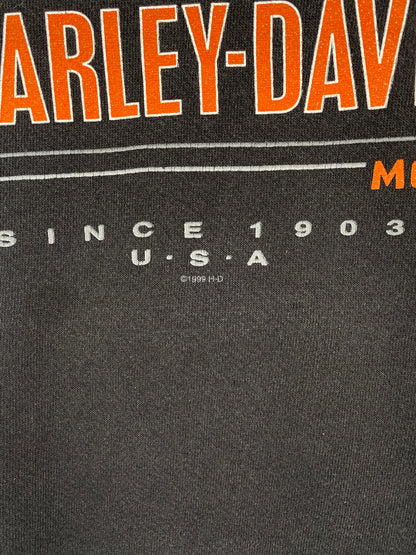 ARLEY-DAV
MO
SINCE 1903
U·S·A
©1999 H-D